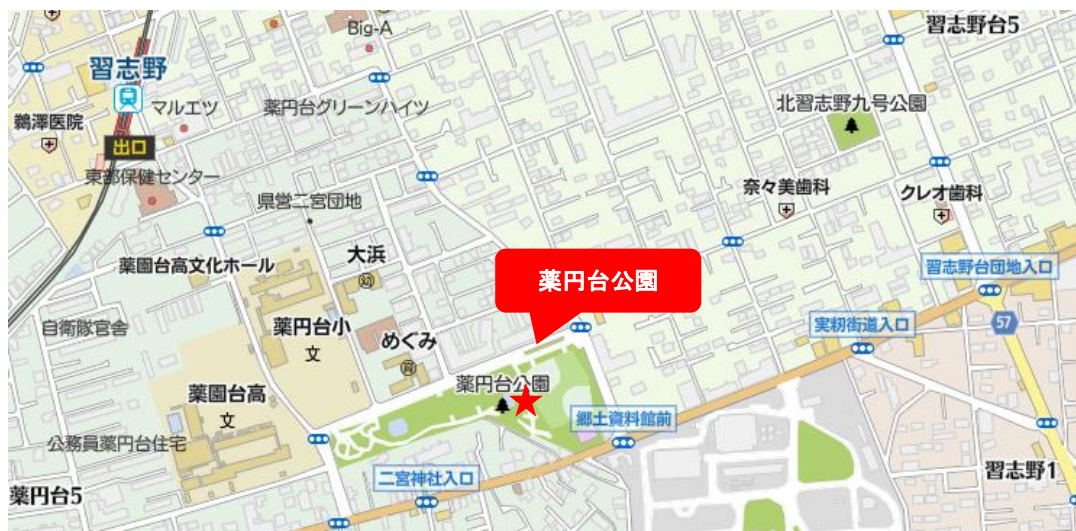 Big-A
習志野台5
習志野
マルエツ
薬円台グリーンハイツ
北習志野九号公園
鵜澤医院
出口
東部保健センター
奈々美歯科
クレオ歯科
県営二宮団地
大浜
幼
薬園台高文化ホール
薬円台公園
習志野台団地入口
自衛隊官舎
薬円台小
文
めぐみ
育
実籾街道入口
57
薬円台公園
薬園台高
文
郷土資料館前
公務員薬円台住宅
二宮神社入口
習志野1
薬円台5